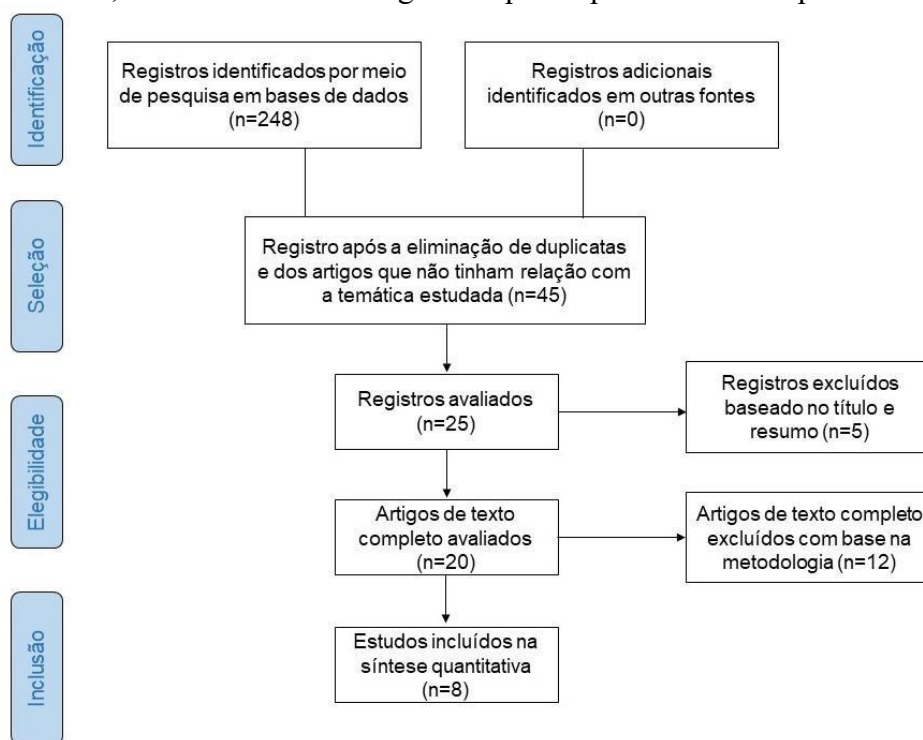 Identificação
Registros identificados por meio
de pesquisa em bases de dados
(n=248)
Registros adicionais
identificados em outras fontes
(n=0)
Seleção
Registro após a eliminação de duplicatas
e dos artigos que não tinham relação com
a temática estudada (n=45)
Elegibilidade
Registros avaliados
(n=25)
Registros excluídos
baseado no título e
resumo (n=5)
Artigos de texto
completo avaliados
(n=20)
Artigos de texto completo
excluídos com base na
metodologia (n=12)
Inclusão
Estudos incluídos na
síntese quantitativa
(n=8)